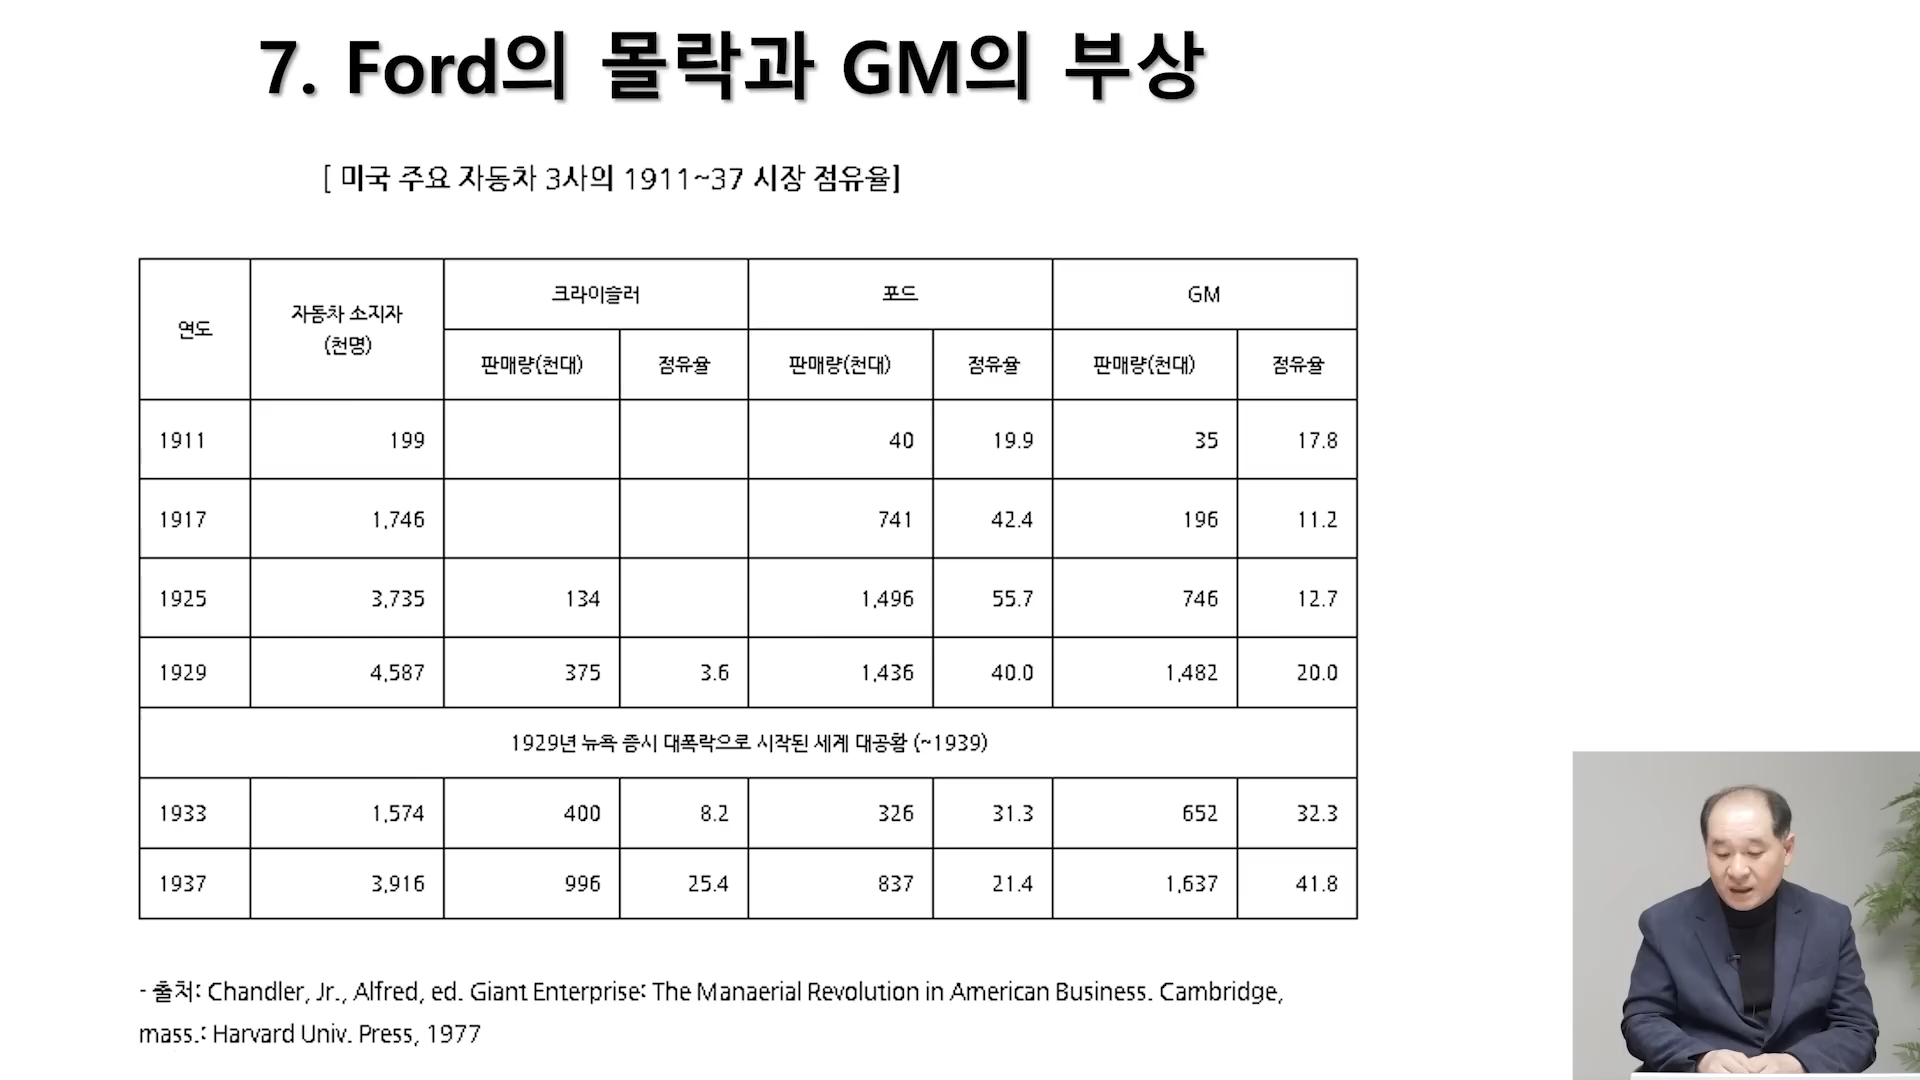 7. Ford의 몰락과 GM의 부상
[ 미국 주요 자동차 3사의 1911~37 시장 점유율]
연도 자동차 소지자 (천명) 크라이슬러 포드 GM
판매량(천대) 점유율 판매량(천대) 점유율 판매량(천대) 점유율
1911 199 40 19.9 35 17.8
1917 1,746 741 42.4 196 11.2
1925 3,735 134 1,496 55.7 746 12.7
1929 4,587 375 3.6 1,436 40.0 1,482 20.0
1929년 뉴욕 증시 대폭락으로 시작된 세계 대공황 (~1939)
1933 1,574 400 8.2 326 31.3 652 32.3
1937 3,916 996 25.4 837 21.4 1,637 41.8
- 출처: Chandler, Jr., Alfred, ed. Giant Enterprise: The Manaerial Revolution in American Business. Cambridge,
mass.: Harvard Univ. Press, 1977